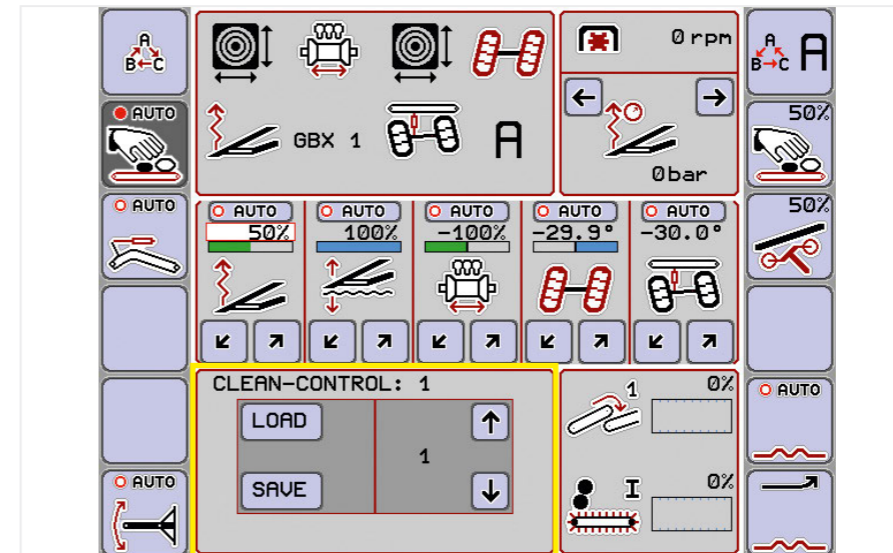 A
B C
A
B C A
0 rpm
AUTO
GBX 1
A
50%
0bar
AUTO
50%
AUTO
AUTO
AUTO
AUTO
AUTO
50%
100%
-100%
-29.9°
-30.0°
CLEAN-CONTROL: 1
LOAD
1
SAVE
1
0%
AUTO
AUTO
I
0%